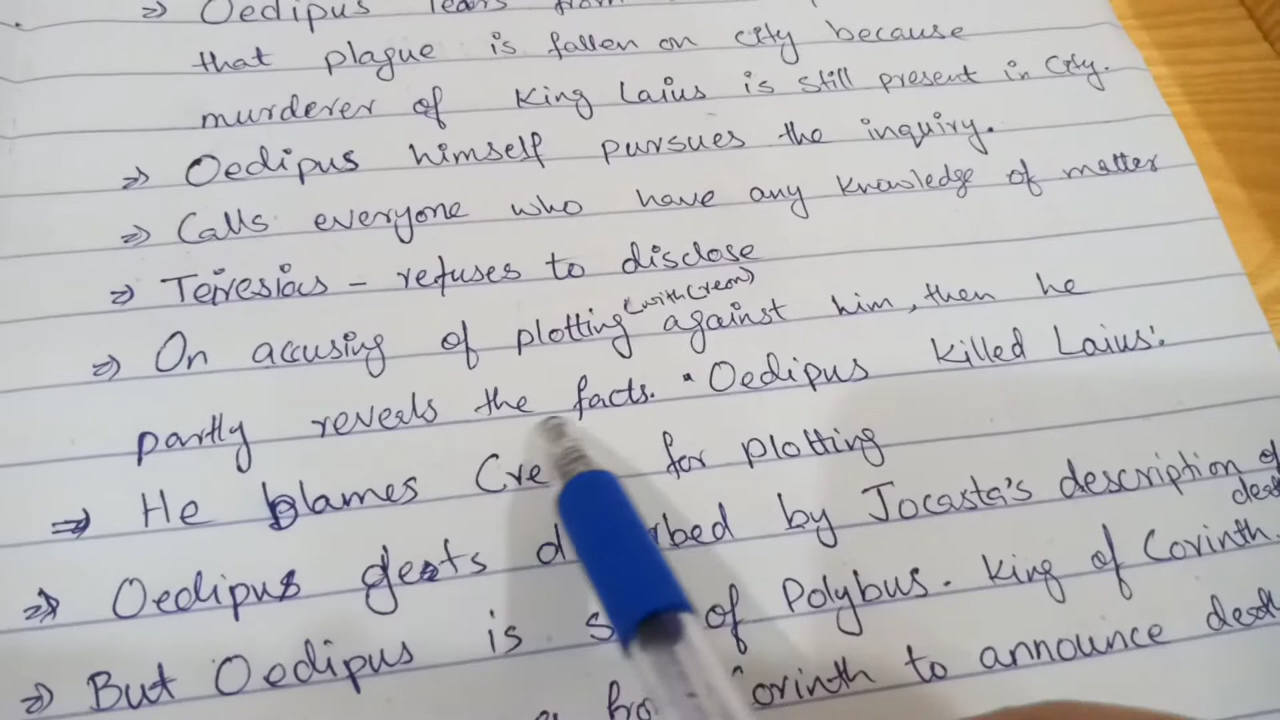 ⇒ Oedipus
that plague is fallen on city because
murderer of King Laius is still present in City.
⇒ Oedipus himself pursues the inquiry.
⇒ Calls everyone who have any knowledge of matter
⇒ Teiresias - refuses to disclose
(with Creon)
⇒ On accusing of plotting against him, then he
partly reveals the facts. Oedipus killed Laius.
⇒ He blames Cre for plotting
⇒ Oedipus gets by Jocasta's description of
⇒ But Oedipus is of Polybus. King of Corinth.
to announce